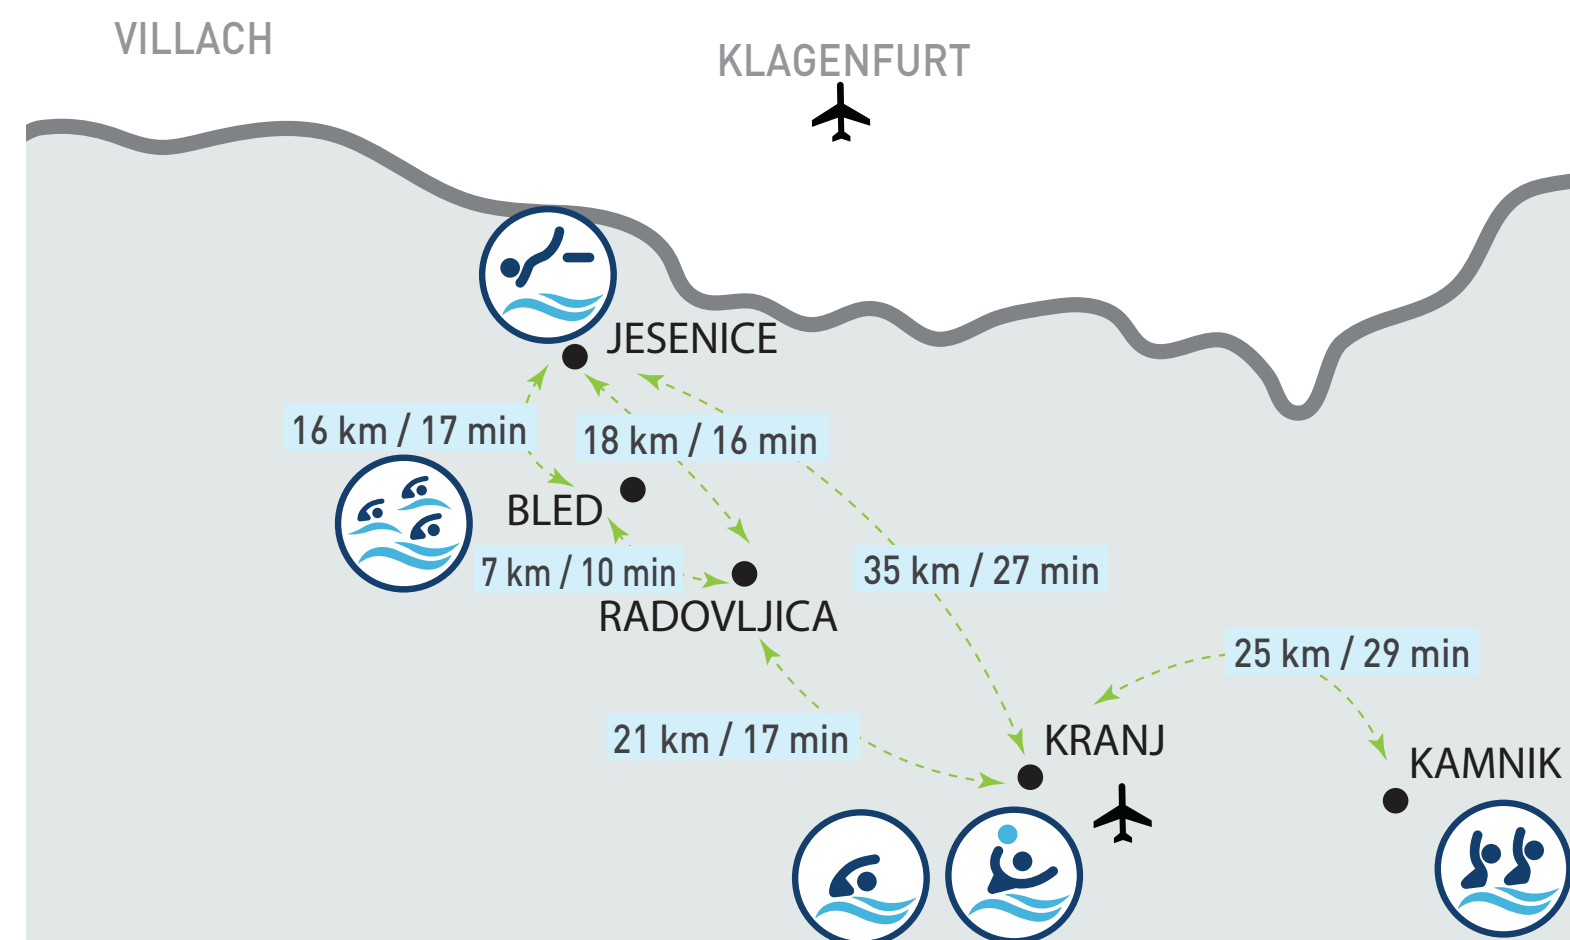 VILLACH
KLAGENFURT
JESENICE
16 km / 17 min
18 km / 16 min
BLED
7 km / 10 min
35 km / 27 min
RADOVLJICA
25 km / 29 min
21 km / 17 min
KRANJ
KAMNIK